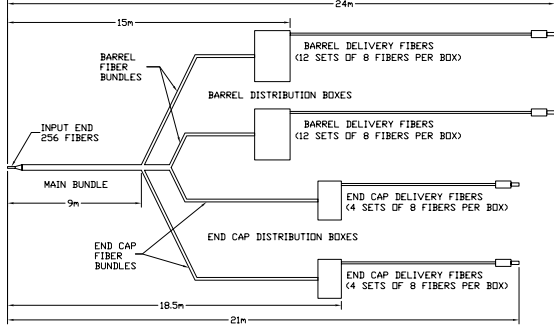 24m
15m
BARREL
FIBER
BUNDLES
BARREL DELIVERY FIBERS
(12 SETS OF 8 FIBERS PER BOX)
BARREL DISTRIBUTION BOXES
INPUT END
256 FIBERS
BARREL DELIVERY FIBERS
(12 SETS OF 8 FIBERS PER BOX)
MAIN BUNDLE
9m
END CAP DELIVERY FIBERS
(4 SETS OF 8 FIBERS PER BOX)
END CAP DISTRIBUTION BOXES
END CAP
FIBER
BUNDLES
END CAP DELIVERY FIBERS
(4 SETS OF 8 FIBERS PER BOX)
18.5m
21m